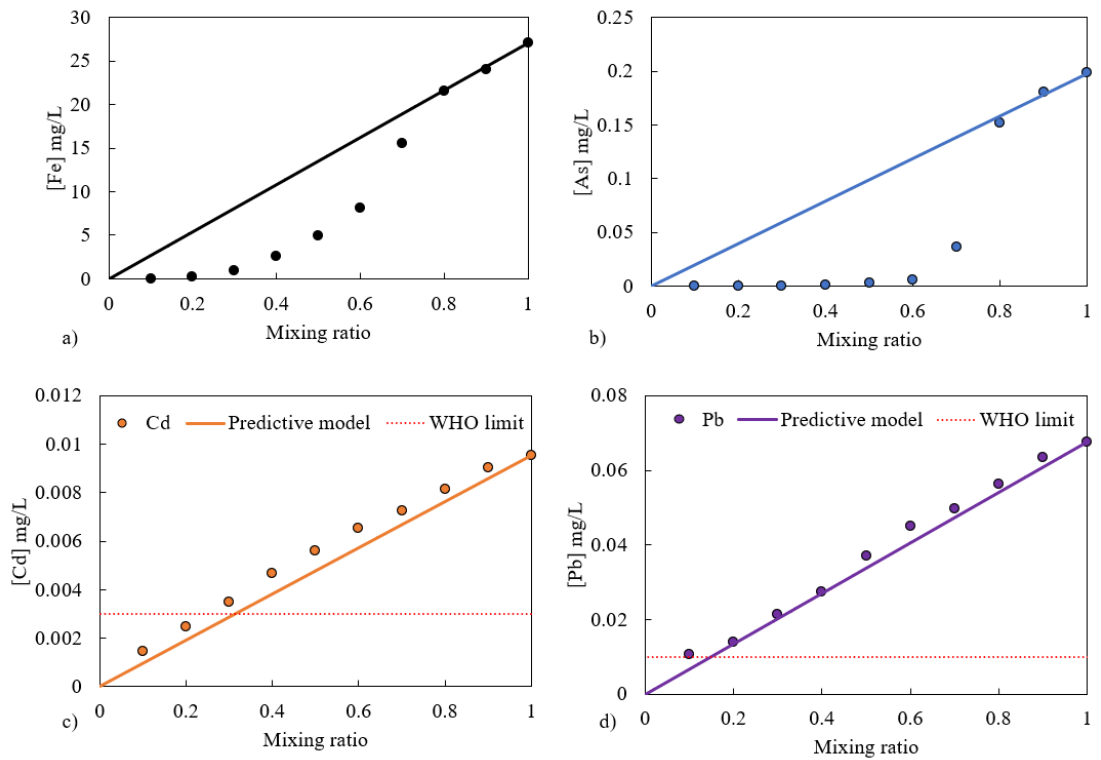 30
25
20
15
10
5
0
[Fe] mg/L
0 0.2 0.4 0.6 0.8 1
Mixing ratio
a)
0.25
0.2
0.15
0.1
0.05
0
[As] mg/L
0 0.2 0.4 0.6 0.8 1
Mixing ratio
b)
0.012
0.01
0.008
0.006
0.004
0.002
0
[Cd] mg/L
Cd Predictive model WHO limit
0 0.2 0.4 0.6 0.8 1
Mixing ratio
c)
0.08
0.06
0.04
0.02
0
[Pb] mg/L
Pb Predictive model WHO limit
0 0.2 0.4 0.6 0.8 1
Mixing ratio
d)